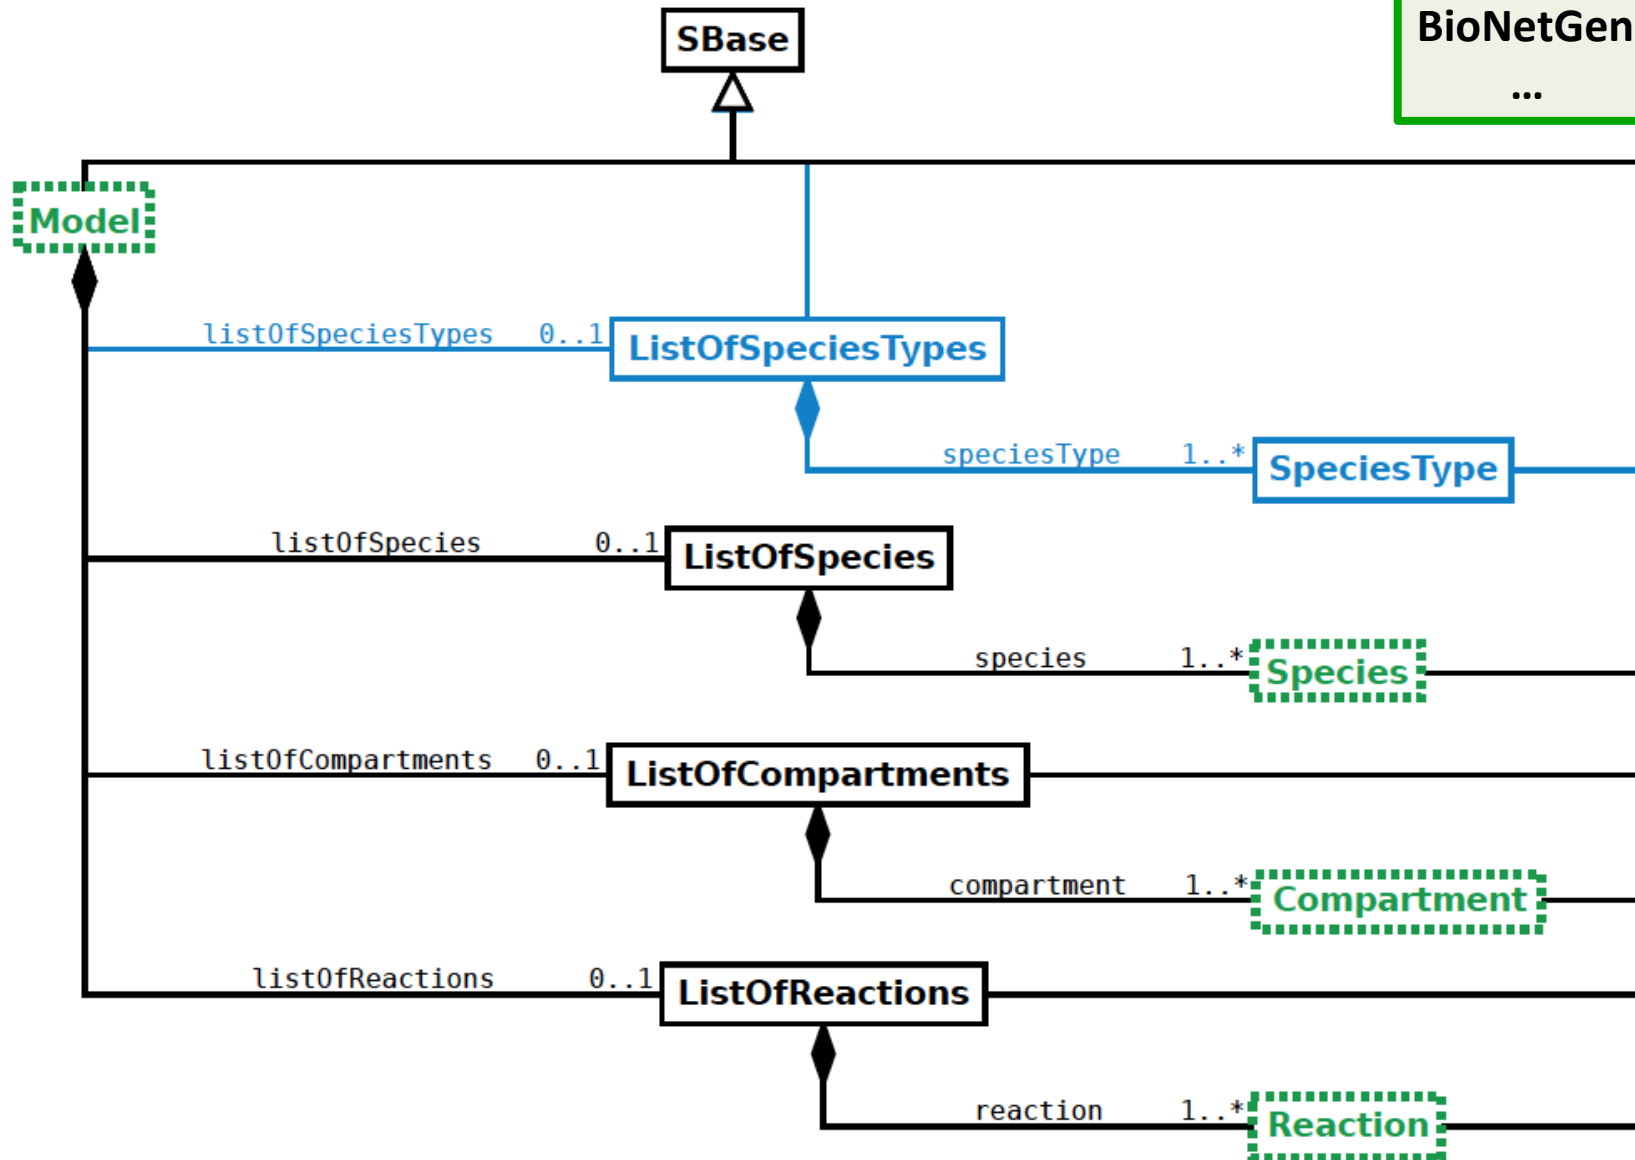 SBase
BioNetGen
...
Model
listOfSpeciesTypes 0..1 ListOfSpeciesTypes
speciesType 1..* SpeciesType
listOfSpecies 0..1 ListOfSpecies
species 1..* Species
listOfCompartments 0..1 ListOfCompartments
compartment 1..* Compartment
listOfReactions 0..1 ListOfReactions
reaction 1..* Reaction